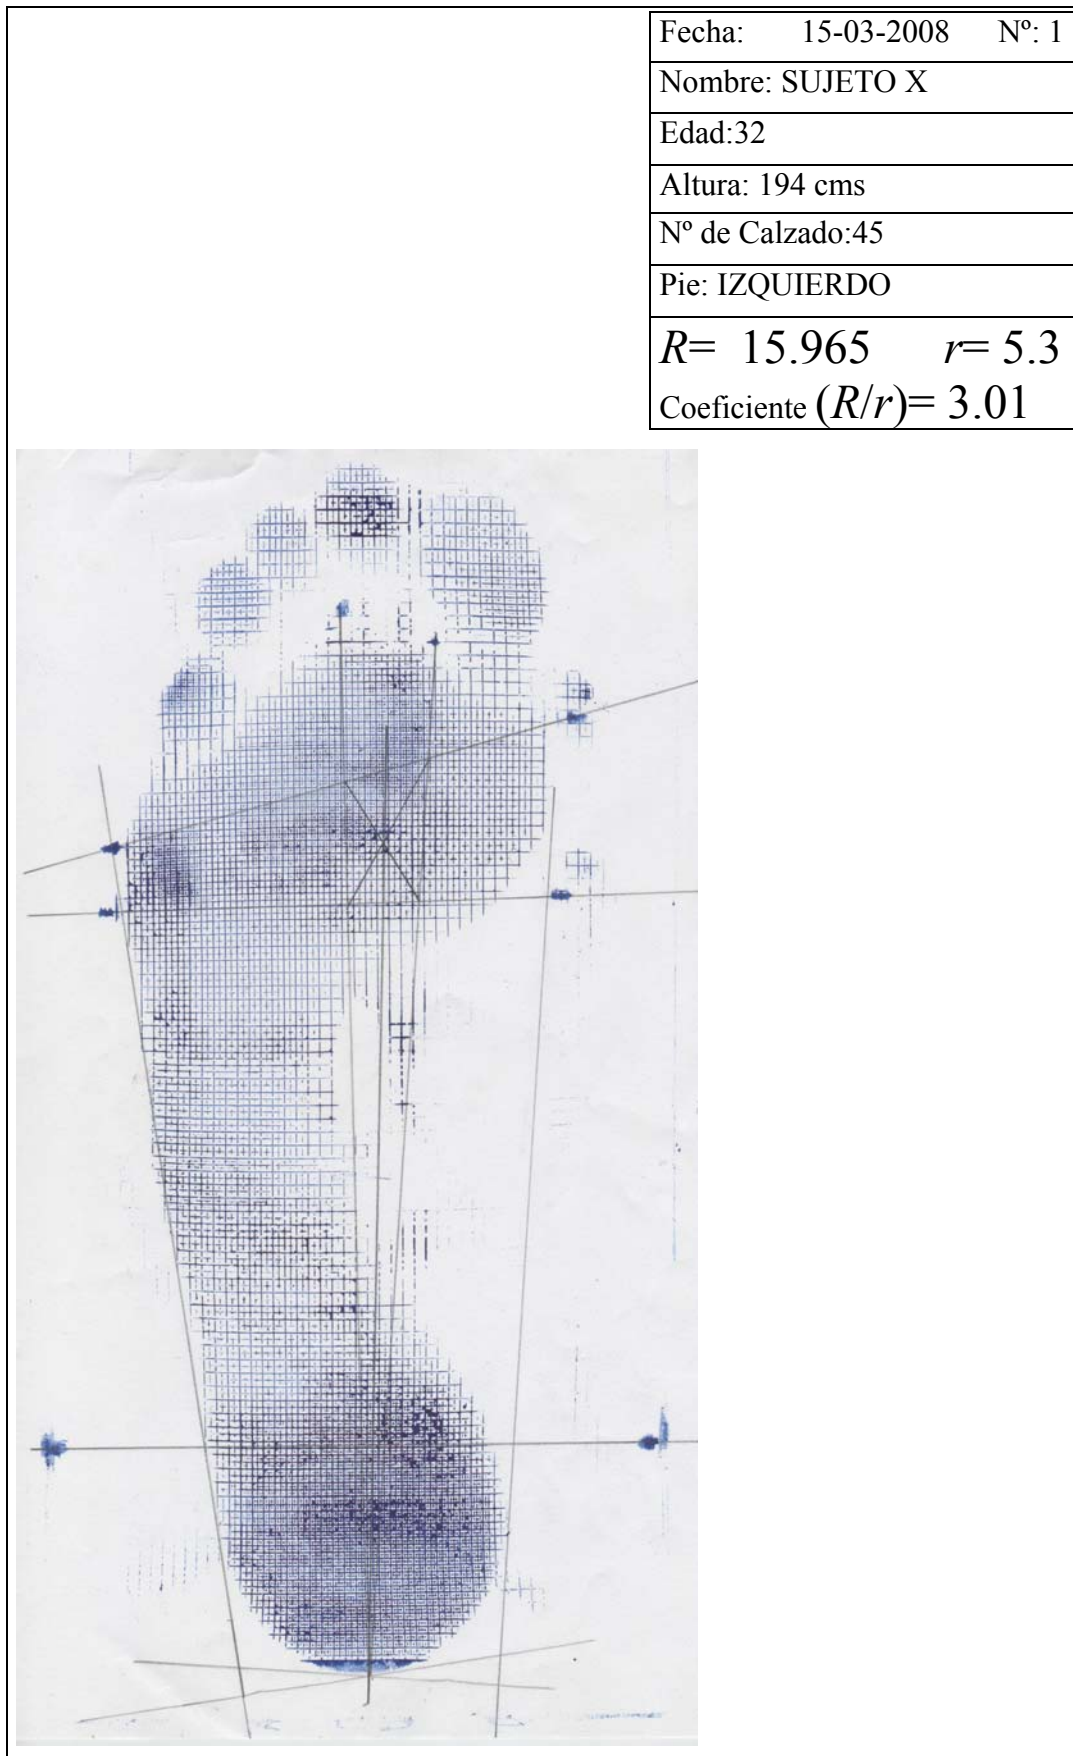 Fecha: 15-03-2008 Nº: 1
Nombre: SUJETO X
Edad:32
Altura: 194 cms
Nº de Calzado:45
Pie: IZQUIERDO
R= 15.965 r= 5.3
Coeficiente (R/r)= 3.01